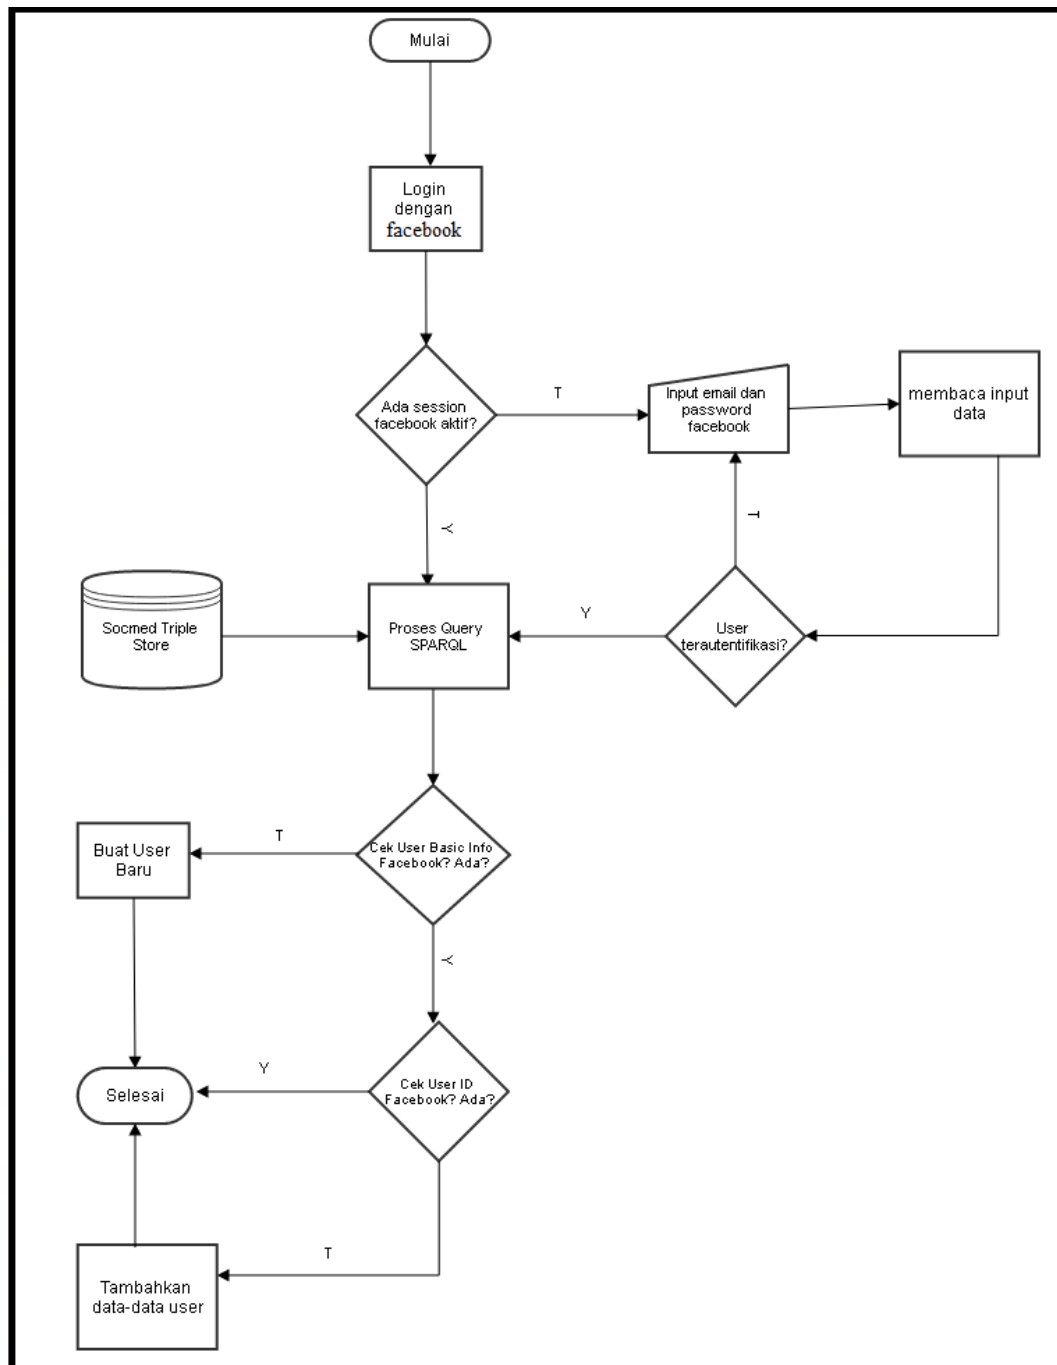 Mulai
Login
dengan
facebook
Ada session
facebook aktif?
T
Input email dan
password
facebook
membaca input
data
Y
T
Socmed Triple
Store
Proses Query
SPARQL
Y
User
terautentifikasi?
Buat User
Baru
T
Cek User Basic Info
Facebook? Ada?
Y
Selesai
Y
Cek User ID
Facebook? Ada?
T
Tambahkan
data-data user